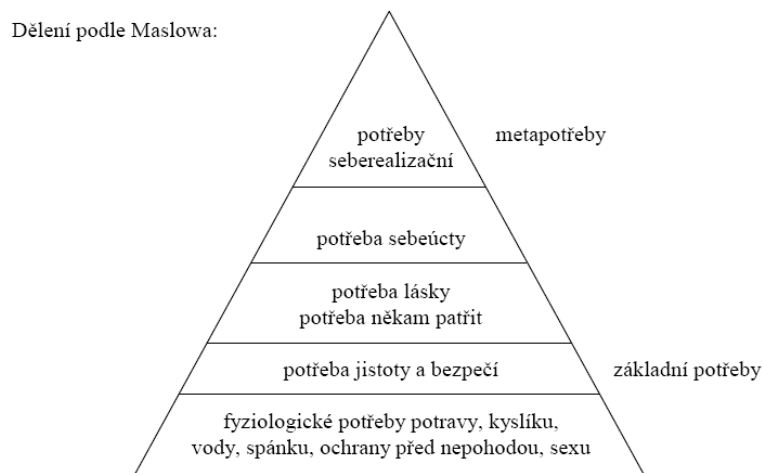 Dělení podle Maslowa:
potřeby
seberealizační
metapotřeby
potřeba sebeúcty
potřeba lásky
potřeba někam patřit
potřeba jistoty a bezpečí
základní potřeby
fyziologické potřeby potravy, kyslíku,
vody, spánku, ochrany před nepohodou, sexu